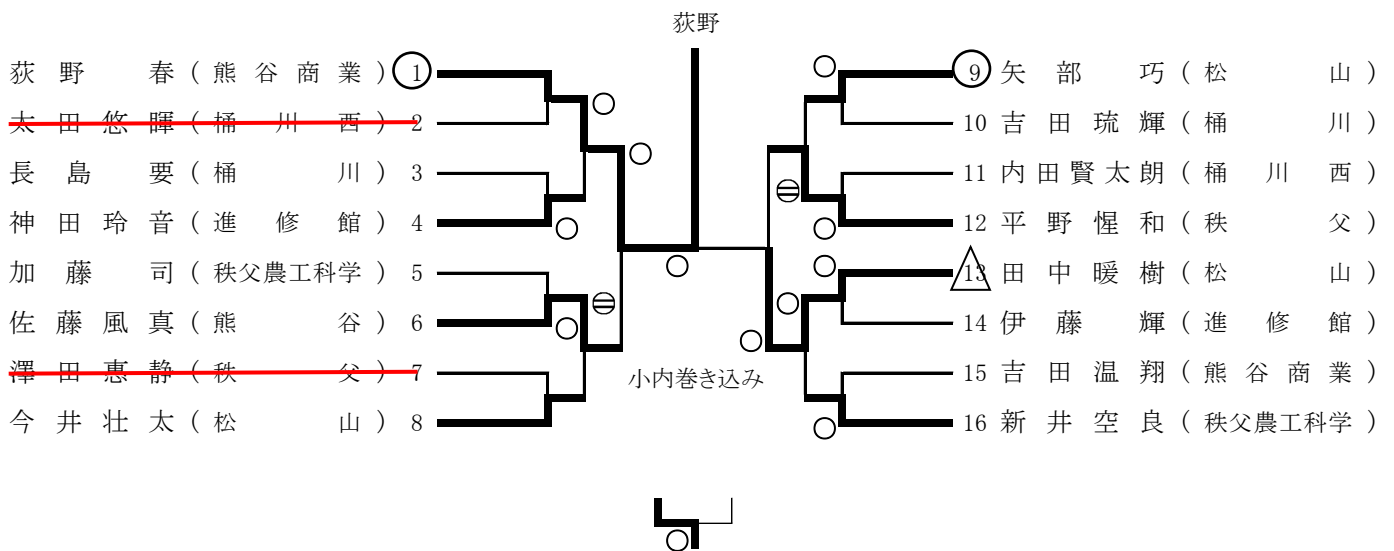 荻野
荻野 春 (熊谷商業) 1
太田悠暉 (桶川西) 2
長島 要 (桶川) 3
神田玲音 (進修館) 4
加藤 司 (秩父農工科学) 5
佐藤風真 (熊谷) 6
澤田恵静 (秩父) 7
今井壮太 (松山) 8
小内巻き込み
9 矢部 巧 (松山)
10 吉田琉輝 (桶川)
11 内田賢太朗 (桶川西)
12 平野惺和 (秩父)
13 田中暖樹 (松山)
14 伊藤 輝 (進修館)
15 吉田温翔 (熊谷商業)
16 新井空良 (秩父農工科学)